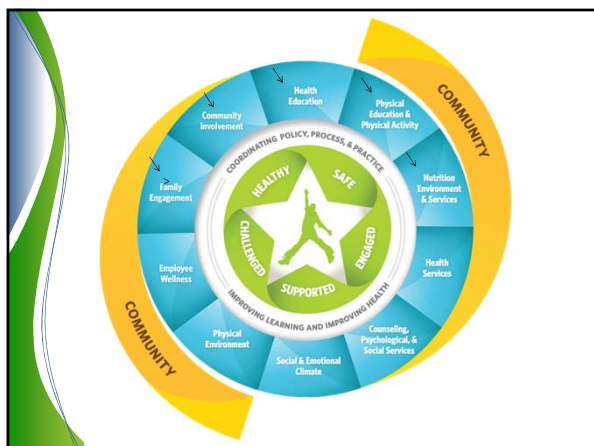 COMMUNITY
Health
Education
Physical
Education &
Physical Activity
Nutrition
Environment
& Services
Health
Services
Counseling,
Psychological, &
Social Services
Social & Emotional
Climate
Physical
Environment
Employee
Wellness
Family
Engagement
Community
Involvement
COORDINATING POLICY, PROCESS, & PRACTICE
IMPROVING LEARNING AND IMPROVING HEALTH
HEALTHY
SAFE
ENGAGED
SUPPORTED
CHALLENGED
COMMUNITY